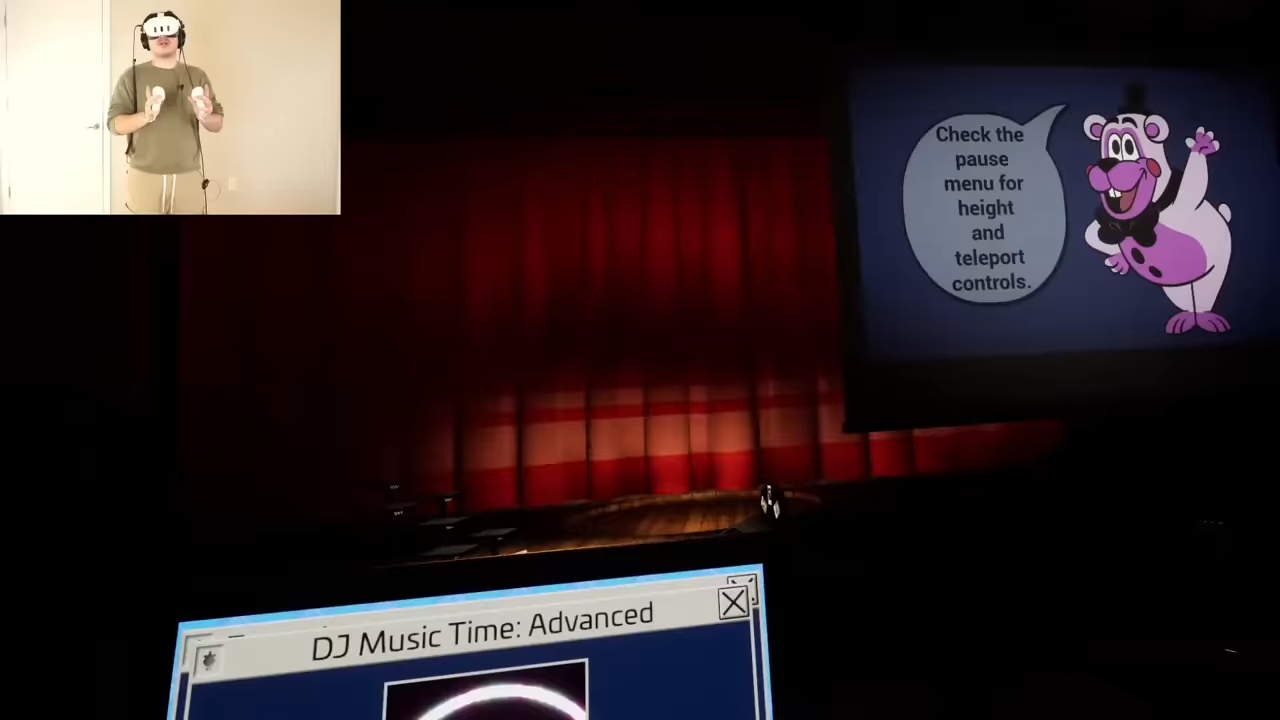 Check the
pause
menu for
height
and
teleport
controls.
DJ Music Time: Advanced